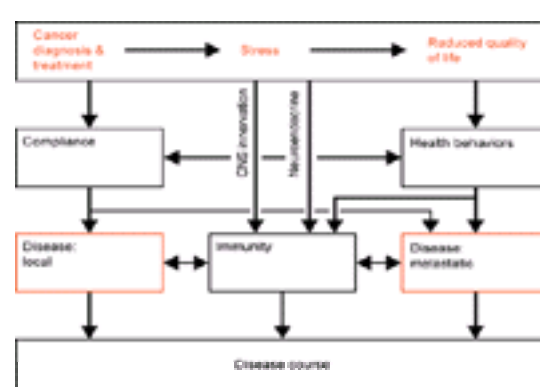 Cancer
diagnosis &
treatment
Stress
Reduced quality
of life
Compliance
CNS innervation
Neuroendocrine
Health behaviors
Disease:
local
Immunity
Disease:
metastatic
Disease course